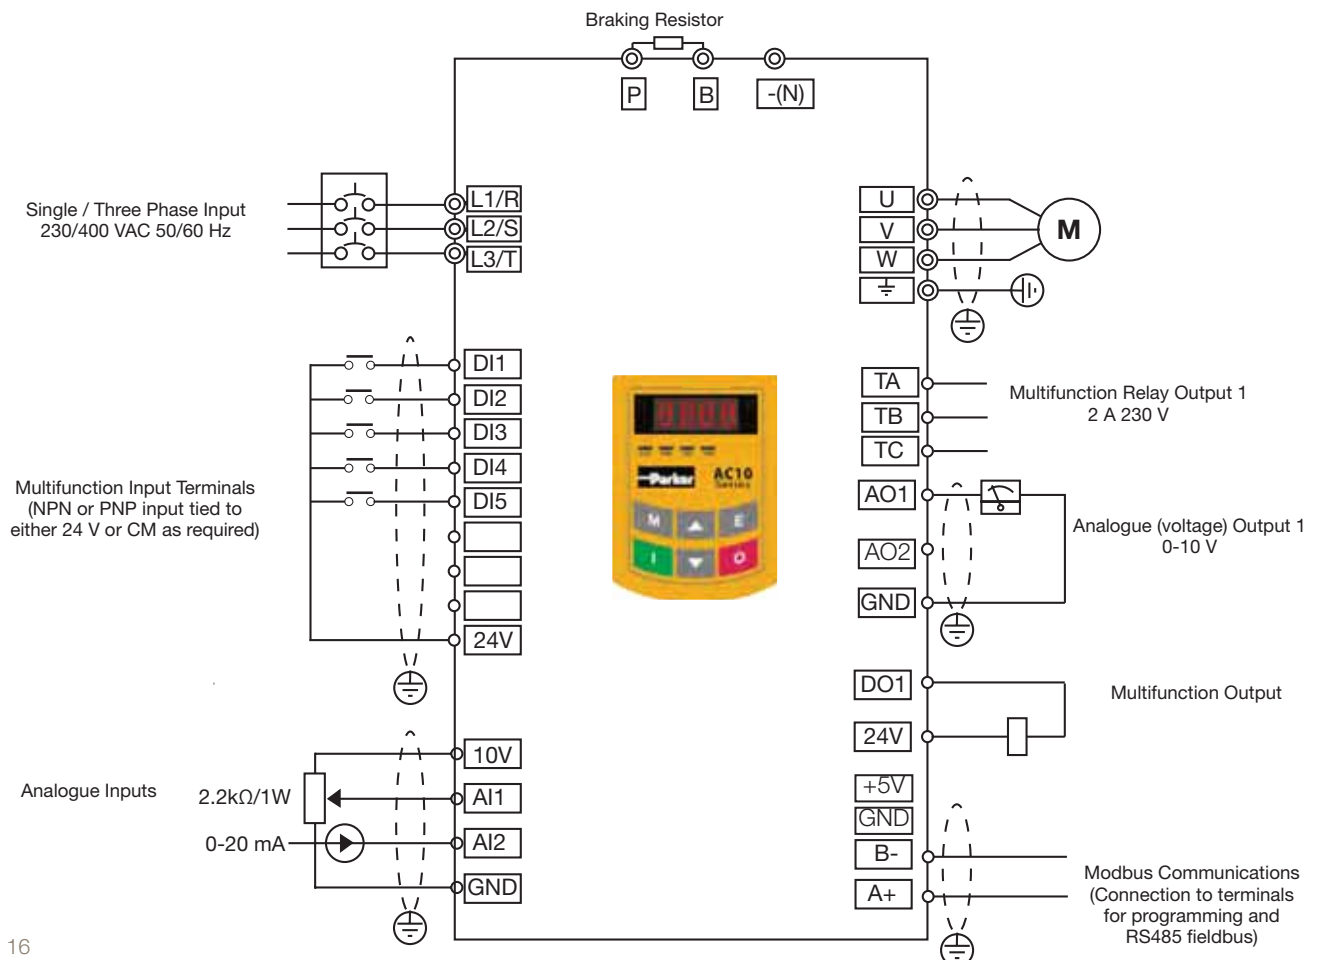 Braking Resistor
P
B
-(N)
Single / Three Phase Input
230/400 VAC 50/60 Hz
L1/R
L2/S
L3/T
U
V
W
M
DI1
DI2
DI3
DI4
DI5
24V
Multifunction Input Terminals
(NPN or PNP input tied to
either 24 V or CM as required)
Parker
AC10
Series
M
E
I
O
TA
TB
TC
Multifunction Relay Output 1
2 A 230 V
AO1
AO2
GND
Analogue (voltage) Output 1
0-10 V
DO1
24V
Multifunction Output
Analogue Inputs
2.2kΩ/1W
0-20 mA
10V
AI1
AI2
GND
+5V
GND
B-
A+
Modbus Communications
(Connection to terminals
for programming and
RS485 fieldbus)
16